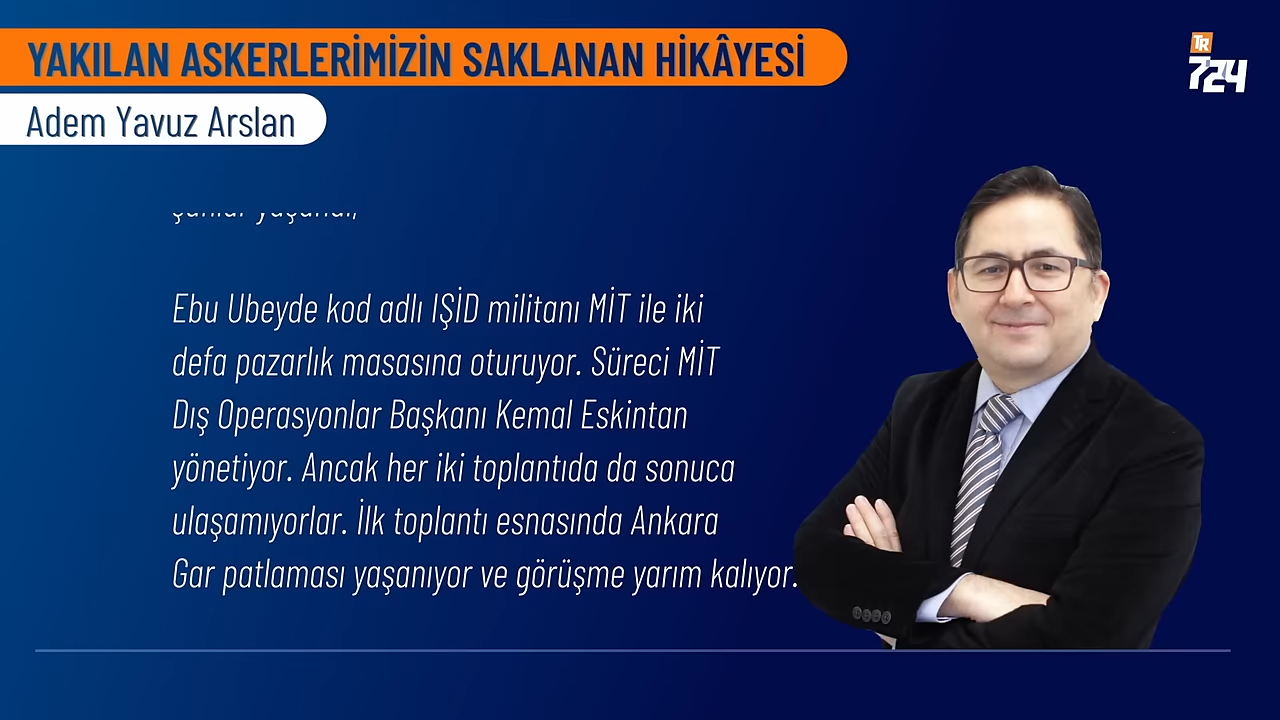 YAKILAN ASKERLERİMİZİN SAKLANAN HİKÂYESİ
TR
724
Adem Yavuz Arslan
Ebu Ubeyde kod adlı IŞİD militanı MİT ile iki
defa pazarlık masasına oturuyor. Süreci MİT
Dış Operasyonlar Başkanı Kemal Eskintan
yönetiyor. Ancak her iki toplantıda da sonuca
ulaşamıyorlar. İlk toplantı esnasında Ankara
Gar patlaması yaşanıyor ve görüşme yarım kalıyor.